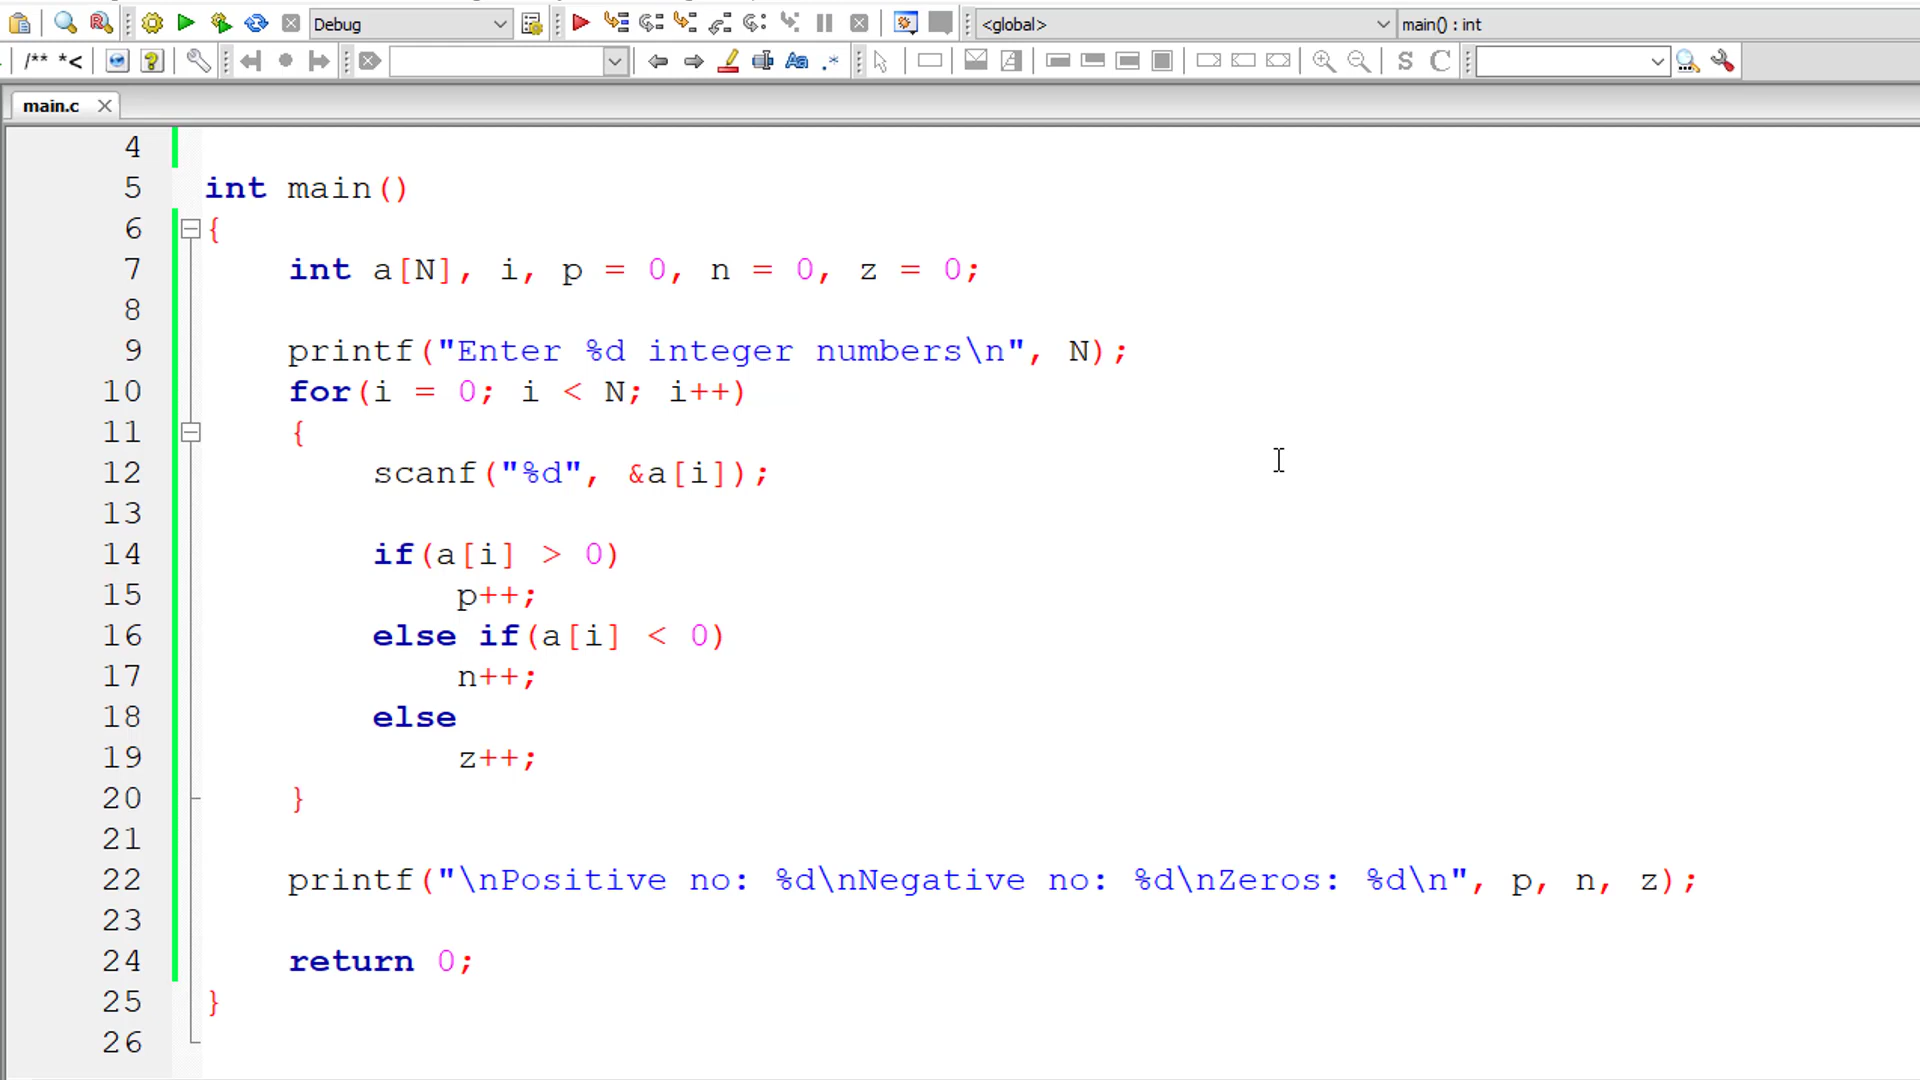 Debug
<global>
main() : int
/** *<
Aa
.*
S
C
main.c
4
5 int main()
6 {
7 int a[N], i, p = 0, n = 0, z = 0;
8
9 printf("Enter %d integer numbers\n", N);
10 for(i = 0; i < N; i++)
11 {
12 scanf("%d", &a[i]);
13
14 if(a[i] > 0)
15 p++;
16 else if(a[i] < 0)
17 n++;
18 else
19 z++;
20 }
21
22 printf("\nPositive no: %d\nNegative no: %d\nZeros: %d\n", p, n, z);
23
24 return 0;
25 }
26